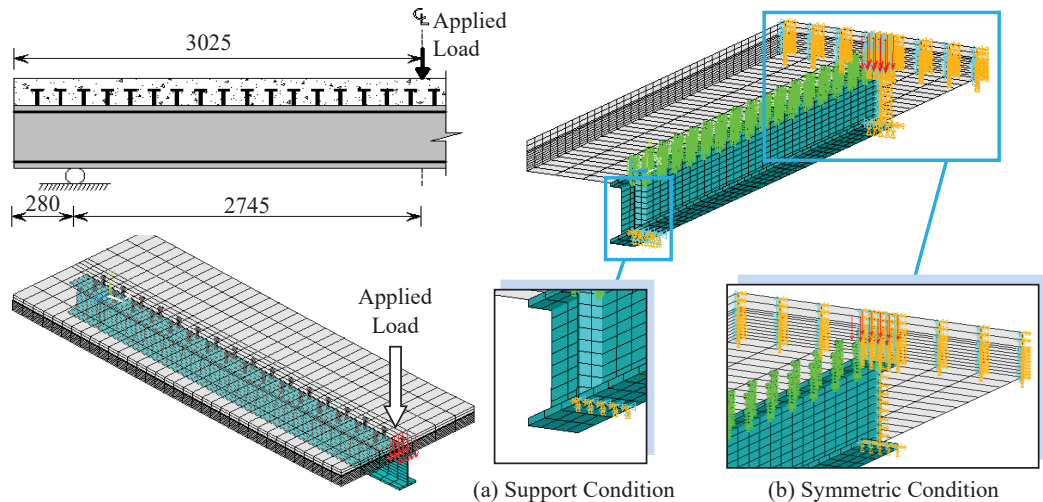 ℄ Applied
Load
3025
280
2745
Applied
Load
(a) Support Condition
(b) Symmetric Condition